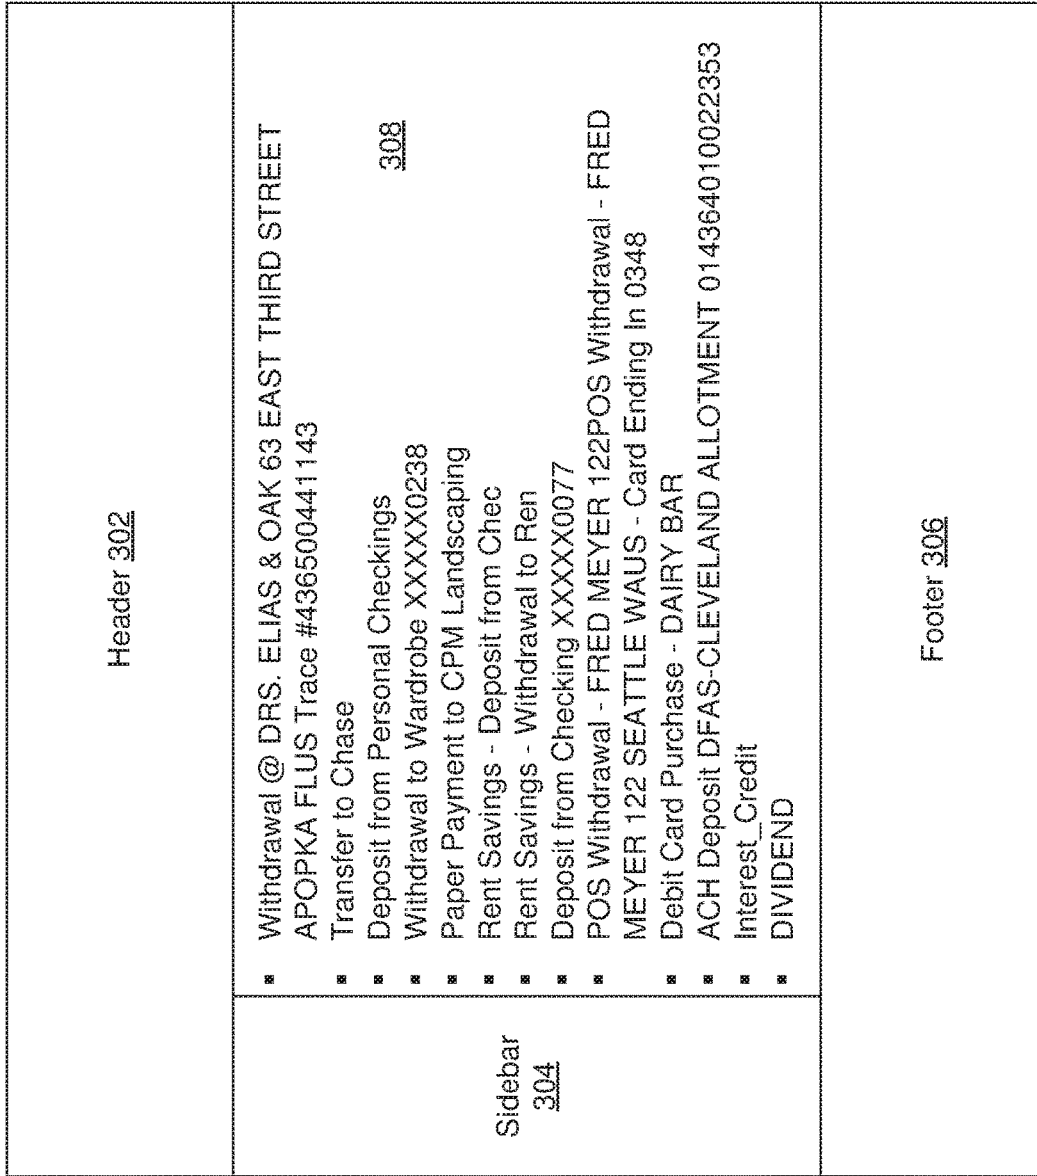 Header 302
Sidebar
304
▪ Withdrawal @ DRS. ELIAS & OAK 63 EAST THIRD STREET
APOPKA FLUS Trace #436500441143
▪ Transfer to Chase
▪ Deposit from Personal Checkings
▪ Withdrawal to Wardrobe XXXXX0238
▪ Paper Payment to CPM Landscaping
▪ Rent Savings - Deposit from Chec
▪ Rent Savings - Withdrawal to Ren
▪ Deposit from Checking XXXXX0077
▪ POS Withdrawal - FRED MEYER 122POS Withdrawal - FRED
MEYER 122 SEATTLE WAUS - Card Ending In 0348
▪ Debit Card Purchase - DAIRY BAR
▪ ACH Deposit DFAS-CLEVELAND ALLOTMENT 014364010022353
▪ Interest_Credit
▪ DIVIDEND
308
Footer 306